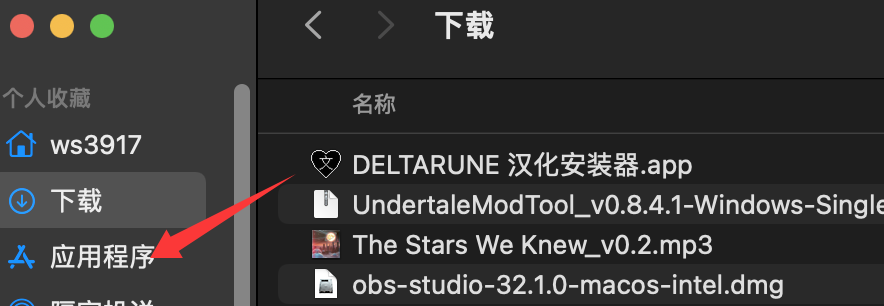 下载
个人收藏
名称
ws3917
DELTARUNE 汉化安装器.app
下载
UndertaleModTool_v0.8.4.1-Windows-Single
应用程序
The Stars We Knew_v0.2.mp3
obs-studio-32.1.0-macos-intel.dmg